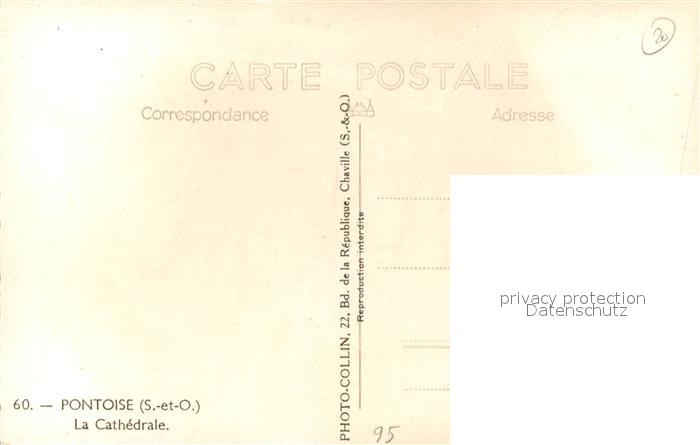 20
CARTE POSTALE
Correspondance
Adresse
PHOTO-COLLIN, 22, Bd. de la République, Chaville (S.-&-O.)
Reproduction interdite
privacy protection
Datenschutz
60. — PONTOISE (S.-et-O.)
La Cathédrale.
95